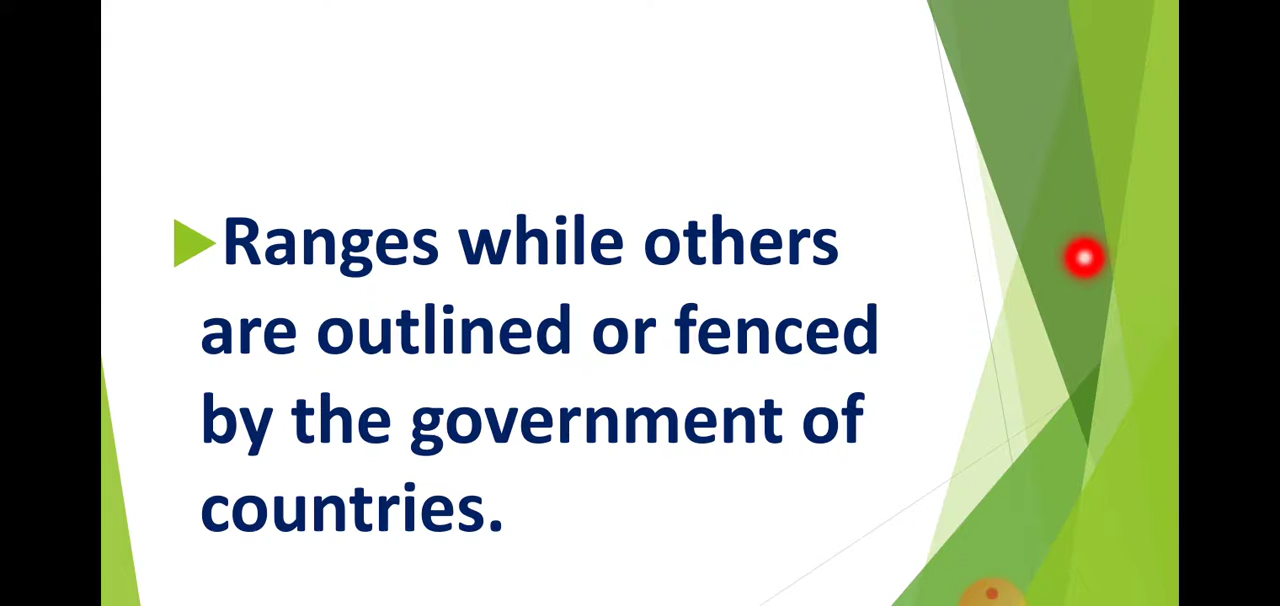 Ranges while others
are outlined or fenced
by the government of
countries.